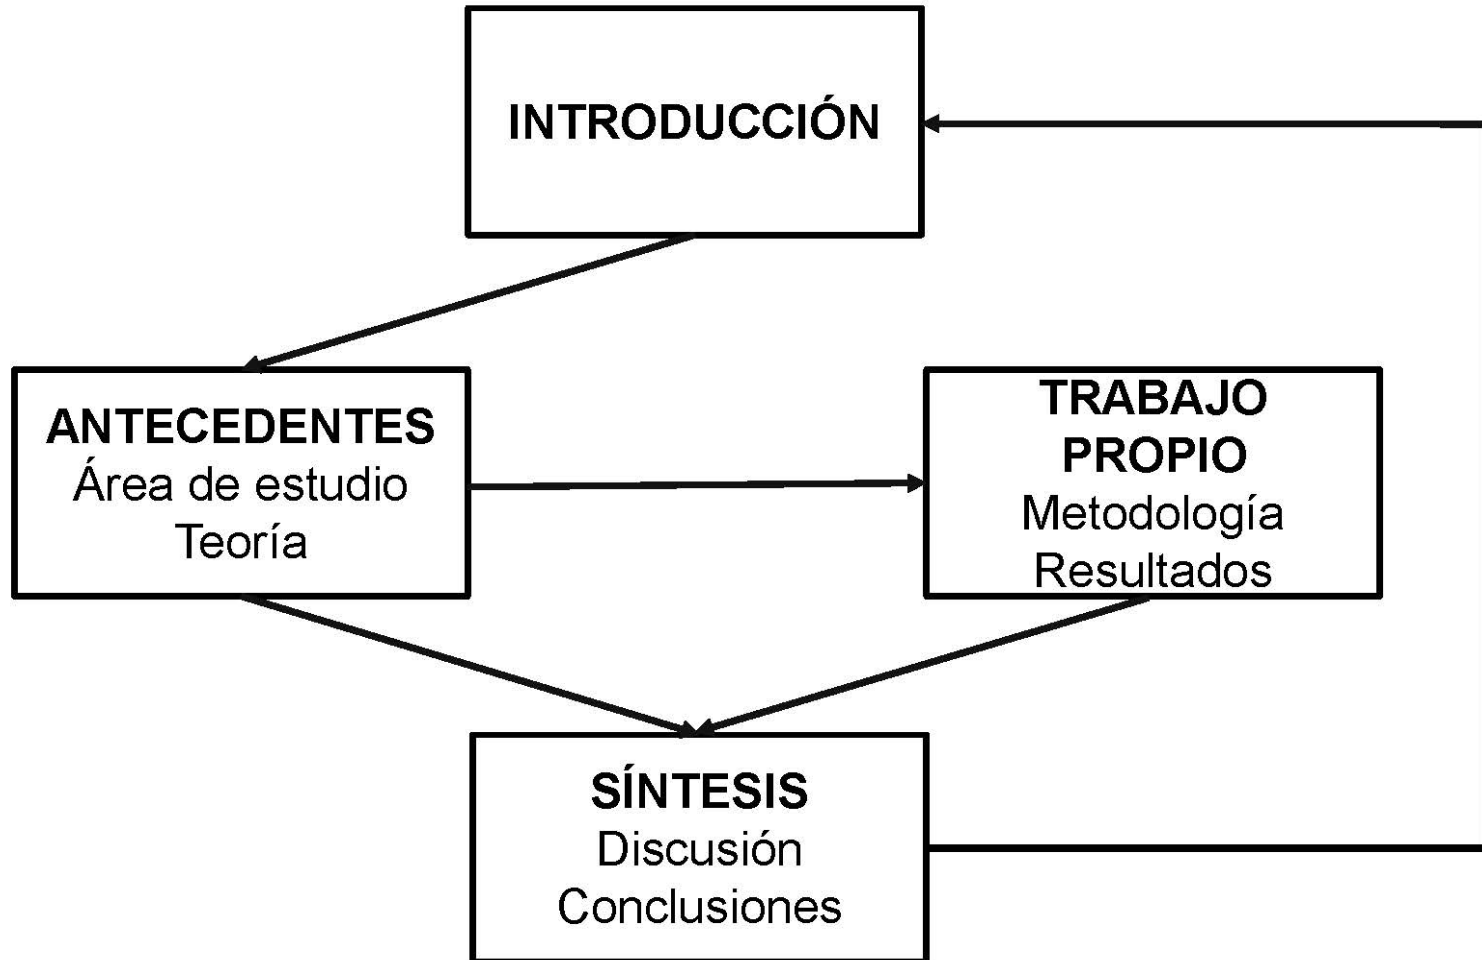 INTRODUCCIÓN
ANTECEDENTES
Área de estudio
Teoría
TRABAJO
PROPIO
Metodología
Resultados
SÍNTESIS
Discusión
Conclusiones